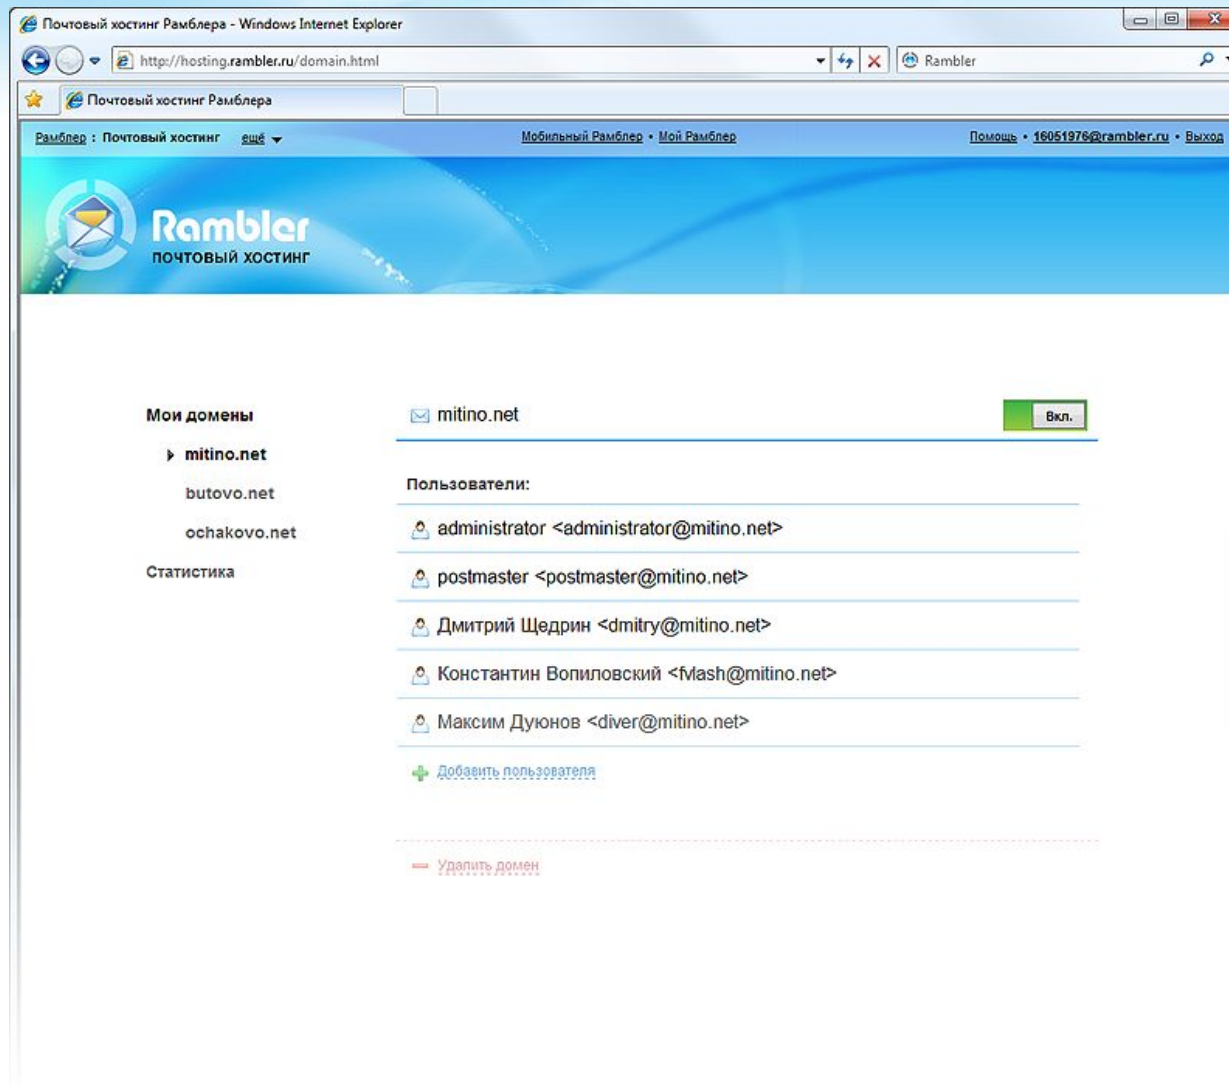 Почтовый хостинг Рамблера - Windows Internet Explorer
http://hosting.rambler.ru/domain.html
Rambler
Почтовый хостинг Рамблера
Рамблер : Почтовый хостинг ещё
Мобильный Рамблер • Мой Рамблер
Помощь • 16051976@rambler.ru • Выход
Rambler
ПОЧТОВЫЙ ХОСТИНГ
Мои домены
mitino.net
butovo.net
ochakovo.net
Статистика
mitino.net
Вкл.
Пользователи:
administrator <administrator@mitino.net>
postmaster <postmaster@mitino.net>
Дмитрий Щедрин <dmitry@mitino.net>
Константин Вопиловский <fvlash@mitino.net>
Максим Дуюнов <diver@mitino.net>
Добавить пользователя
Удалить домен